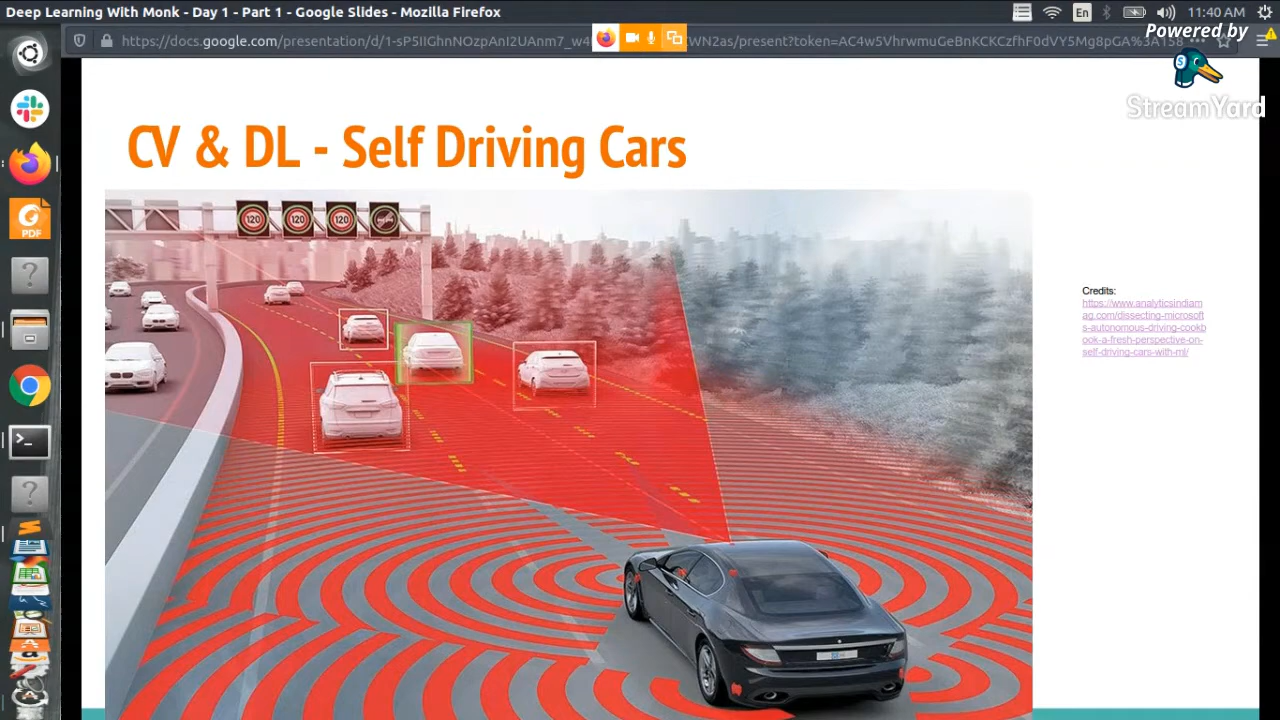 Deep Learning With Monk - Day 1 - Part 1 - Google Slides - Mozilla Firefox
En
11:40 AM
Powered by
StreamYard
CV & DL - Self Driving Cars
120
120
120
Credits:
https://www.analyticsindiam
ag.com/dissecting-microsoft
s-autonomous-driving-cookb
ook-a-fresh-perspective-on-
self-driving-cars-with-ml/
PDF